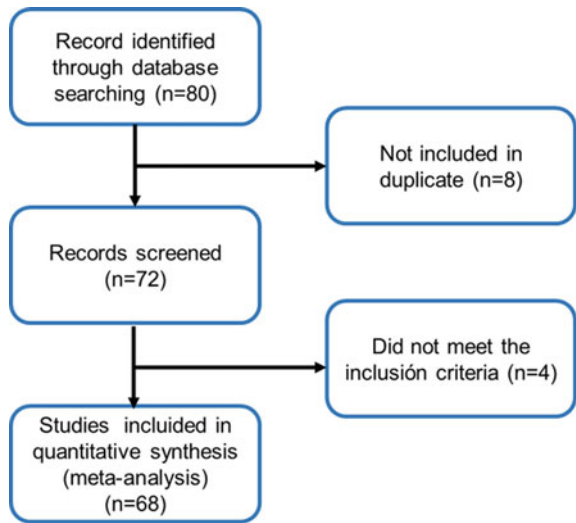 Record identified
through database
searching (n=80)
Not included in
duplicate (n=8)
Records screened
(n=72)
Did not meet the
inclusión criteria (n=4)
Studies incluided in
quantitative synthesis
(meta-analysis)
(n=68)